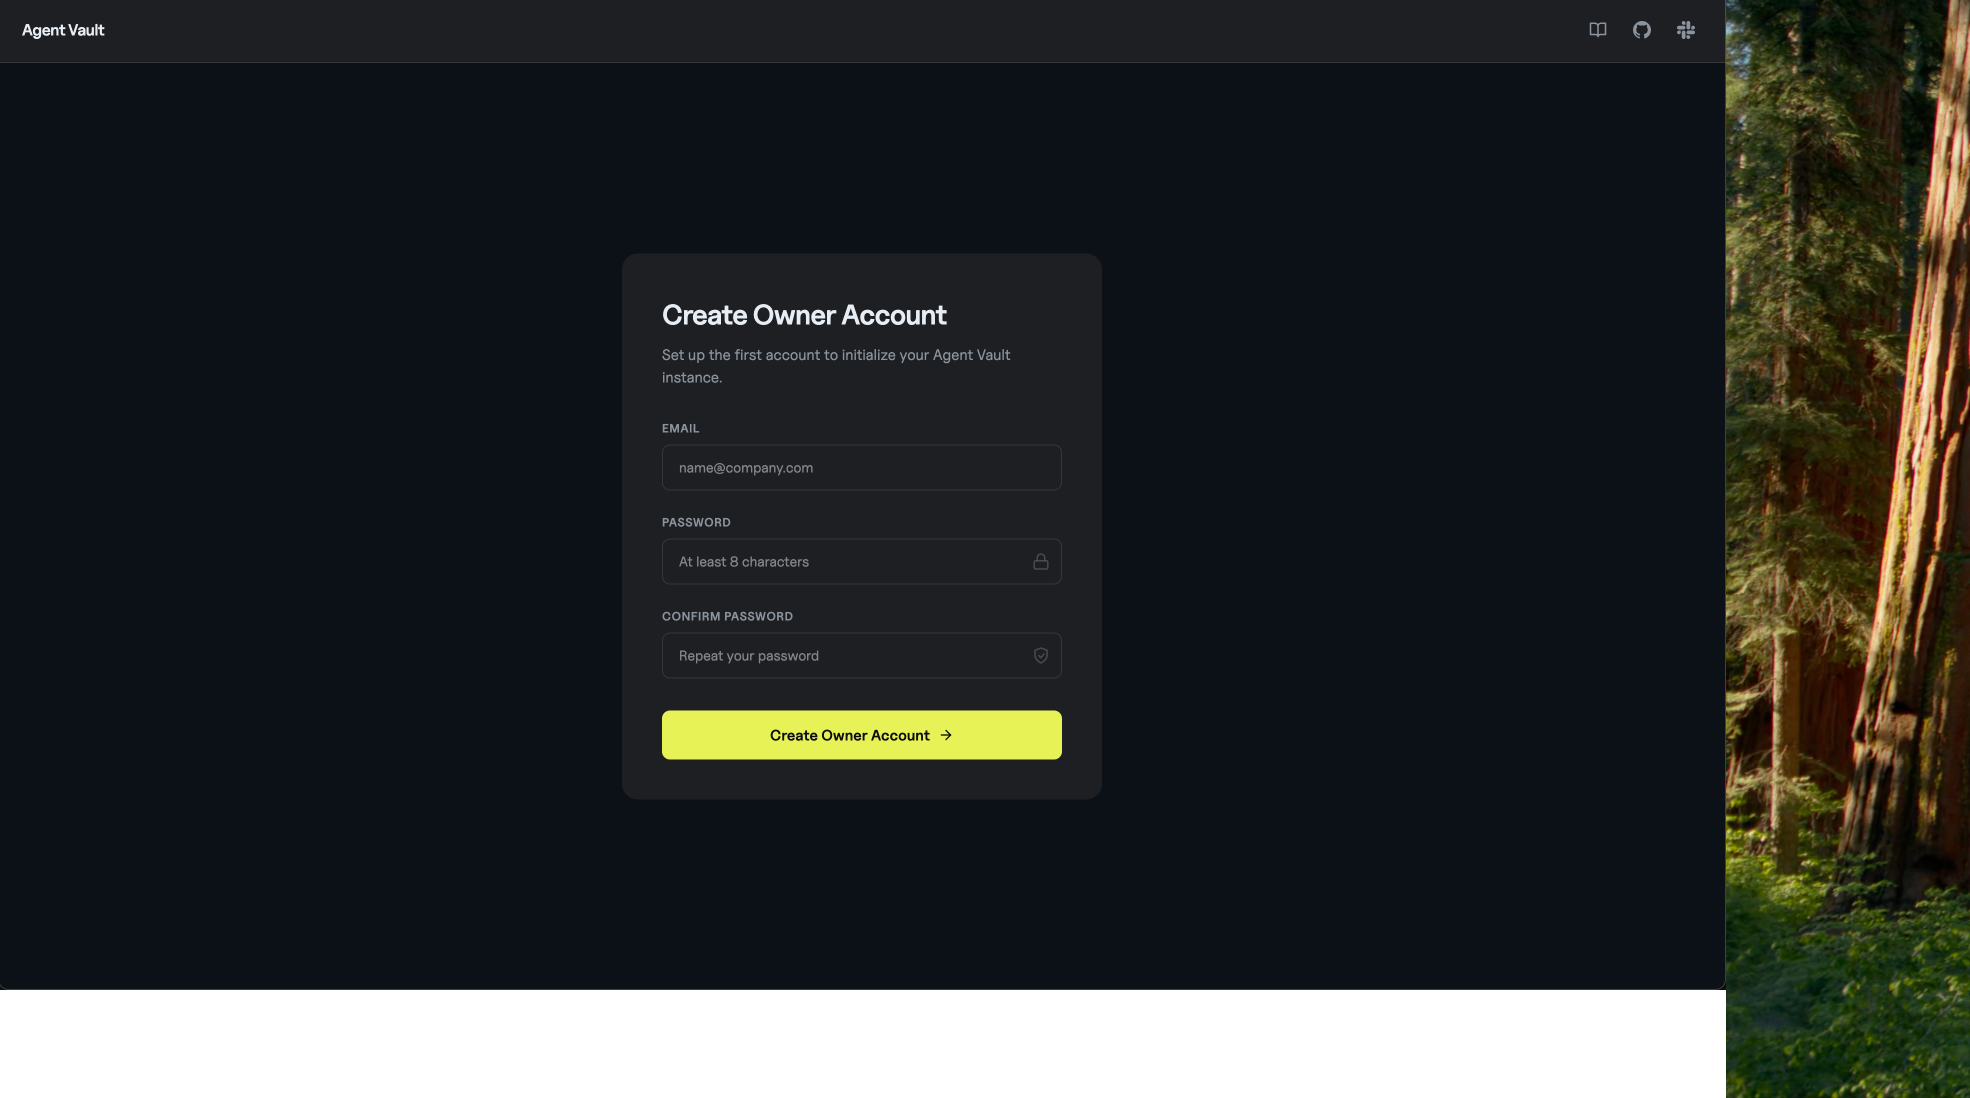 Agent Vault
Create Owner Account
Set up the first account to initialize your Agent Vault
instance.
EMAIL
name@company.com
PASSWORD
At least 8 characters
CONFIRM PASSWORD
Repeat your password
Create Owner Account